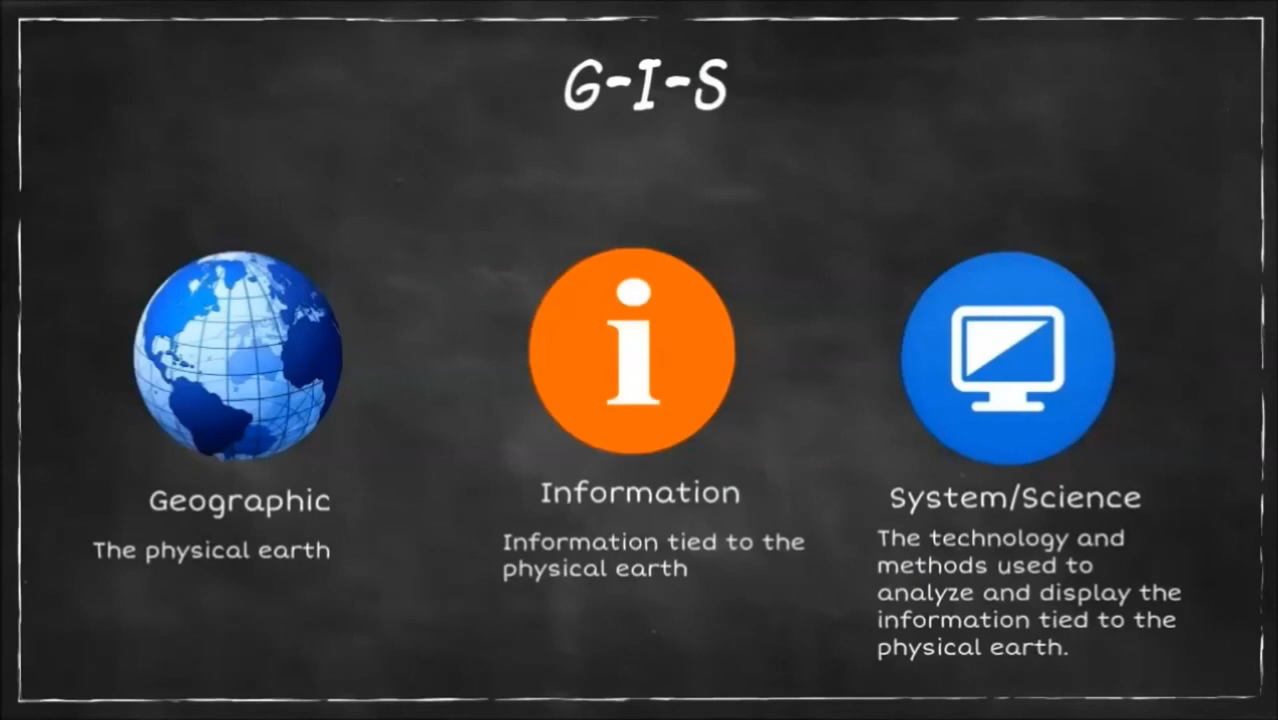 G-I-S
i
Geographic
The physical earth
Information
Information tied to the
physical earth
System/Science
The technology and
methods used to
analyze and display the
information tied to the
physical earth.